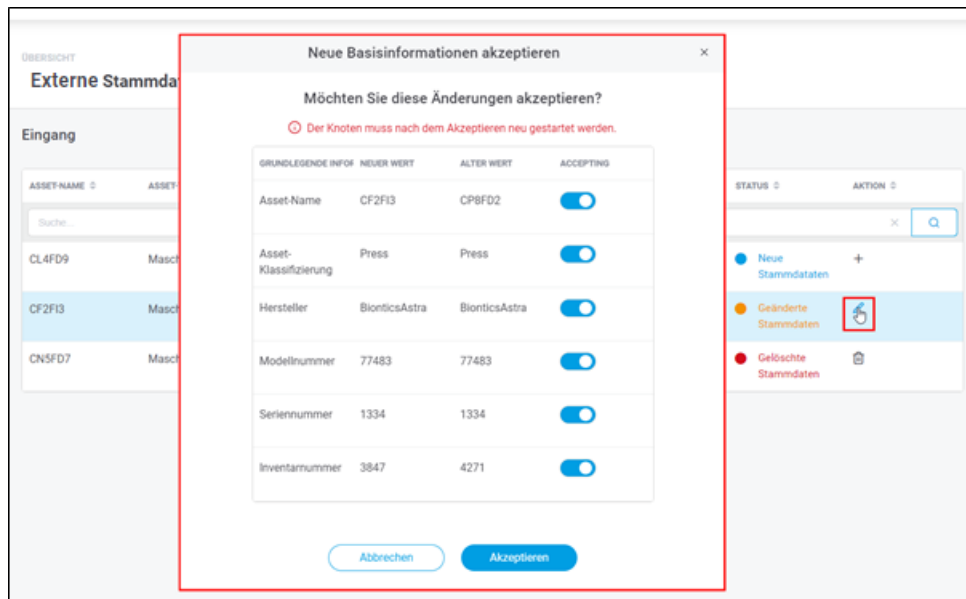 Neue Basisinformationen akzeptieren ×
ÜBERSICHT
Externe Stammda
Möchten Sie diese Änderungen akzeptieren?
Der Knoten muss nach dem Akzeptieren neu gestartet werden.
Eingang
GRUNDLEGENDE INFOR NEUER WERT ALTER WERT ACCEPTING
ASSET-NAME ASSET- STATUS AKTION
Asset-Name CF2FI3 CP8FD2
Suche...
CL4FD9 Masch
Asset-
Klassifizierung Press Press
Neue
Stammdataten
CF2FI3 Masch
Hersteller BionticsAstra BionticsAstra
Geänderte
Stammdaten
CN5FD7 Masch
Modellnummer 77483 77483
Gelöschte
Stammdaten
Seriennummer 1334 1334
Inventarnummer 3847 4271
Abbrechen Akzeptieren